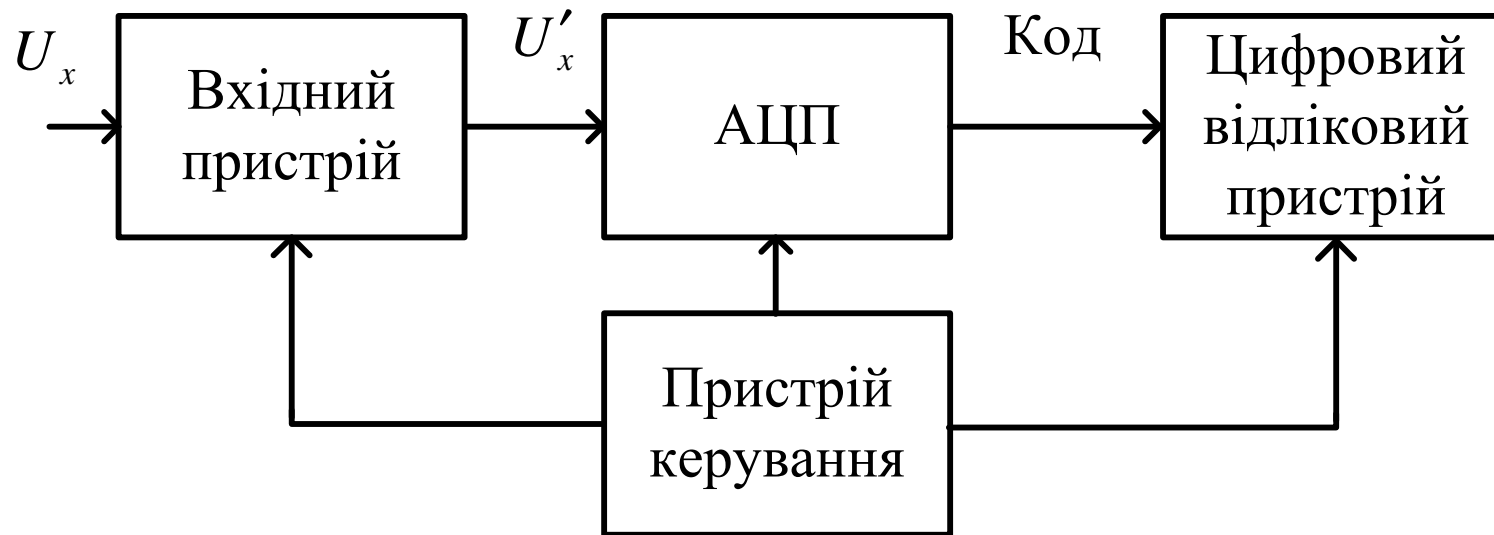 U_x
Вхідний
пристрій
U′_x
АЦП
Код
Цифровий
відліковий
пристрій
Пристрій
керування